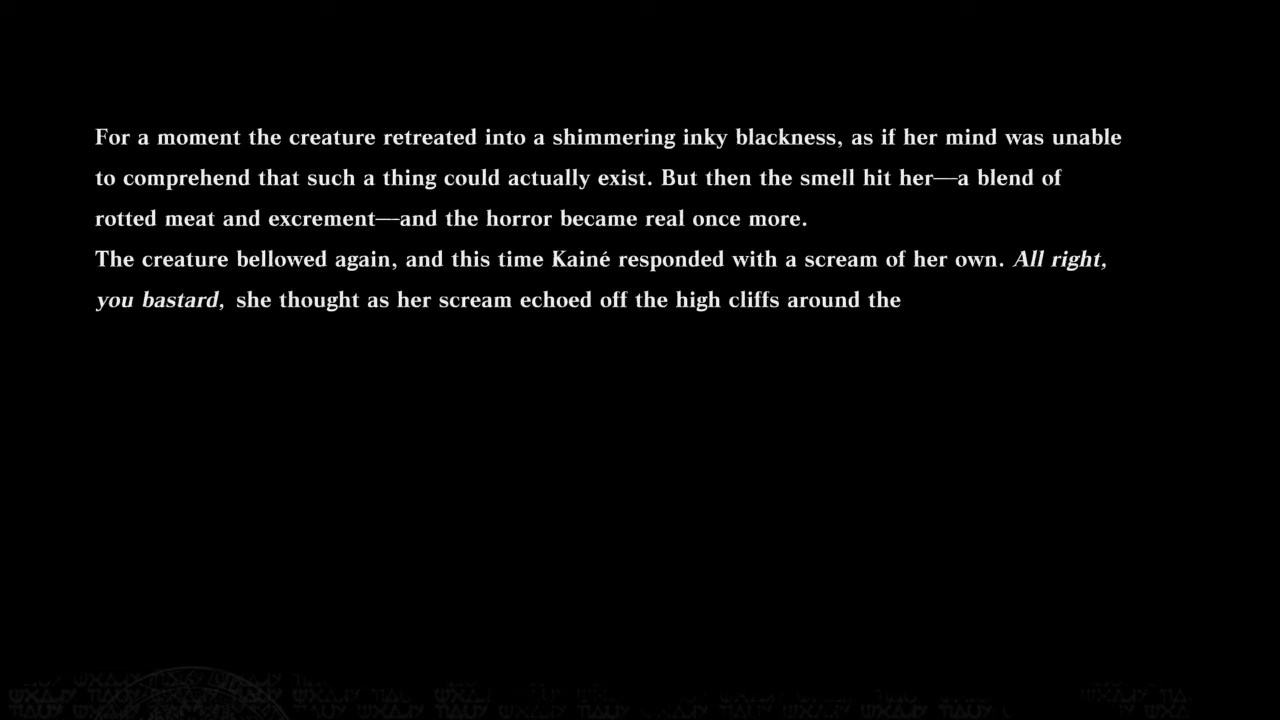 For a moment the creature retreated into a shimmering inky blackness, as if her mind was unable
to comprehend that such a thing could actually exist. But then the smell hit her—a blend of
rotted meat and excrement—and the horror became real once more.
The creature bellowed again, and this time Kainé responded with a scream of her own. All right,
you bastard, she thought as her scream echoed off the high cliffs around the